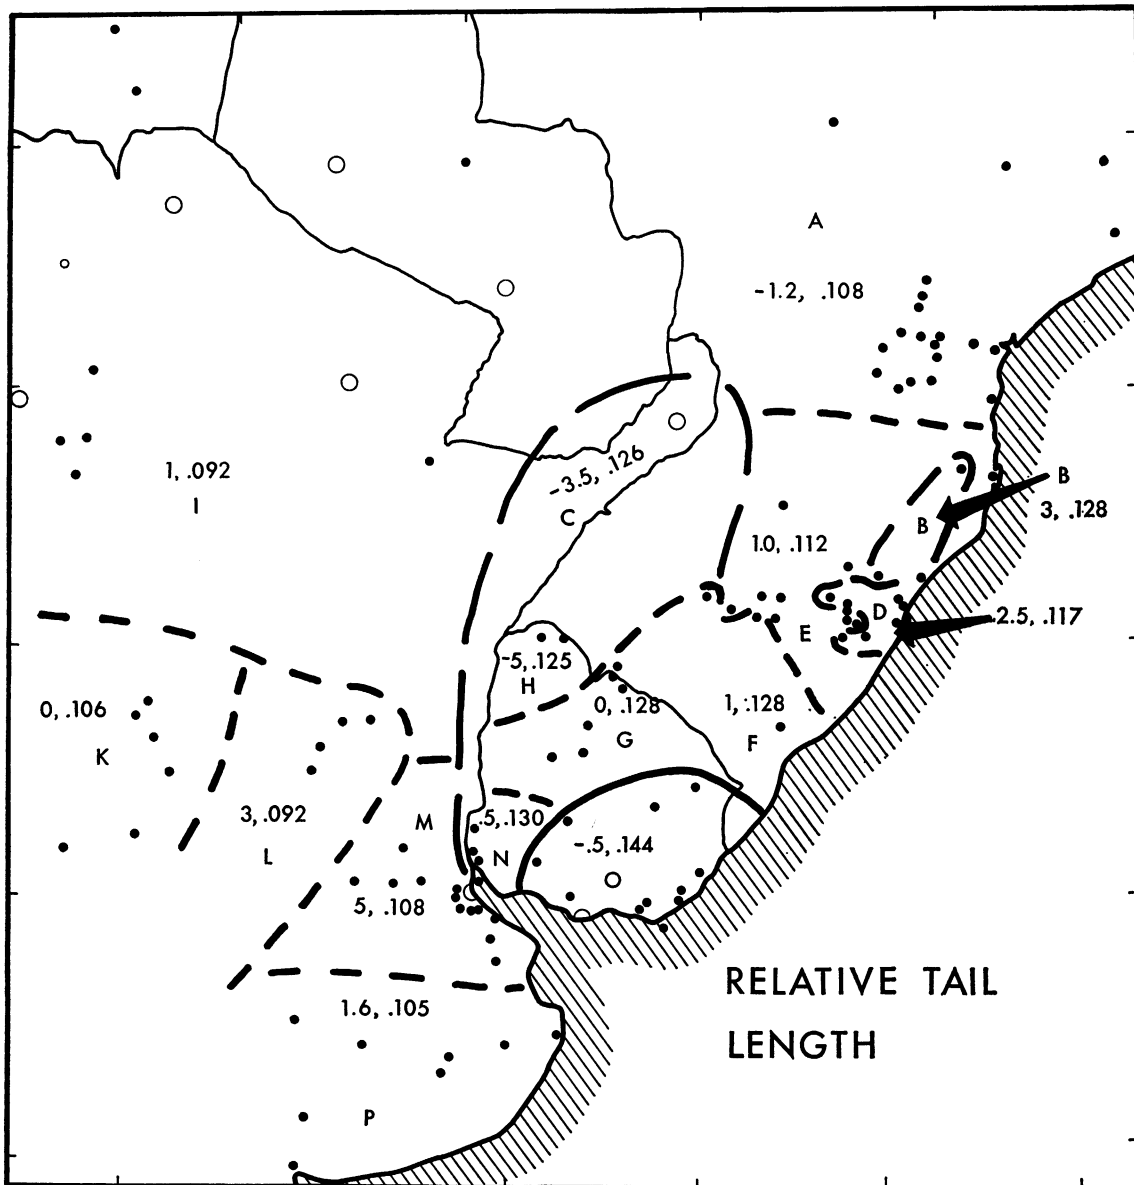 A
-1.2, .108
-3.5, .126
C
1, .092
I
B
3, .128
B
1.0, .112
D
2.5, .117
E
-5, .125
H
0, .128
G
1, .128
F
0, .106
K
3, .092
L
M
.5, .130
N
-.5, .144
5, .108
1.6, .105
P
RELATIVE TAIL
LENGTH